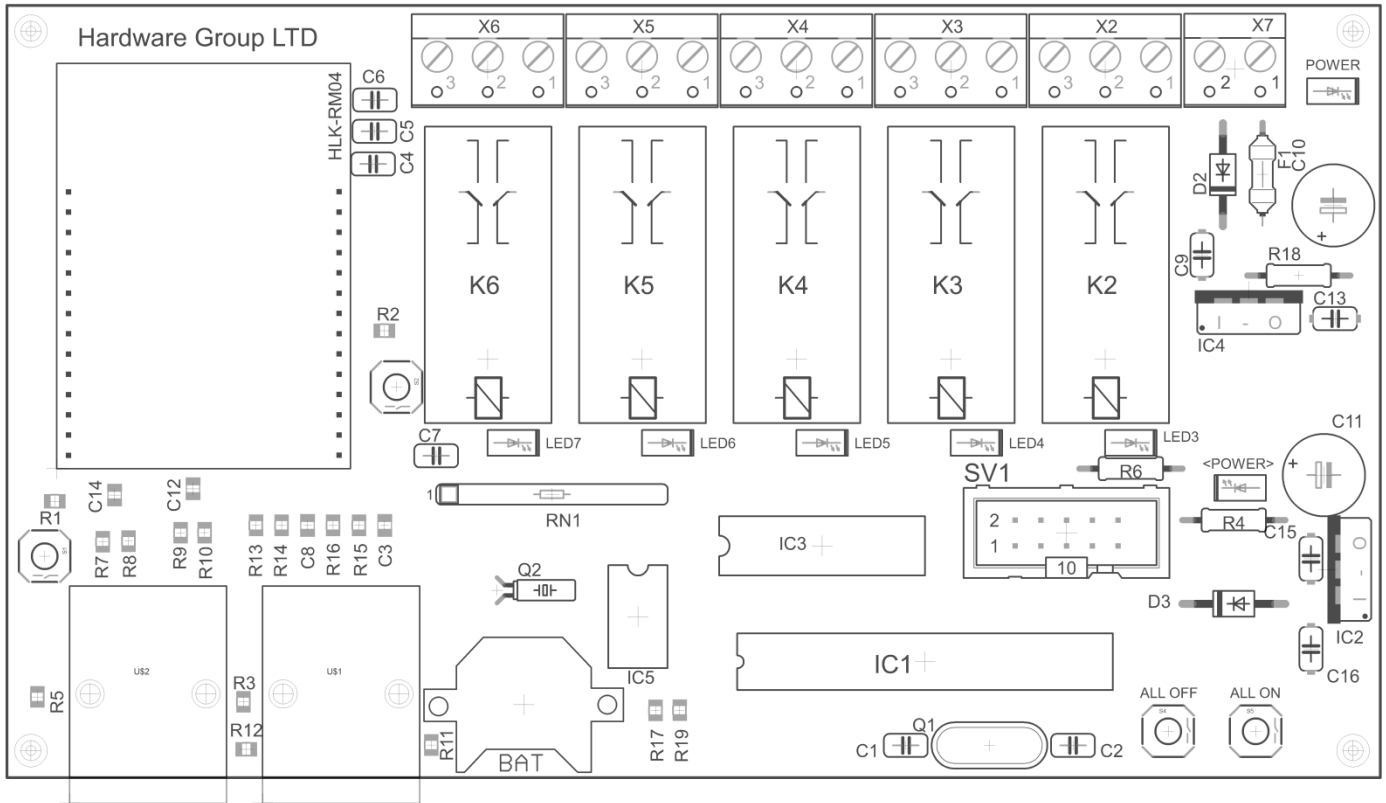 Hardware Group LTD
X6
X5
X4
X3
X2
X7
3 2 1
3 2 1
3 2 1
3 2 1
3 2 1
2 1
POWER
HLK-RM04
C6
C5
C4
D2
F1
C10
+
C9
R18
K6
K5
K4
K3
K2
C13
I - O
IC4
R2
S2
C7
LED7
LED6
LED5
LED4
LED3
C11
+
<POWER>
R6
SV1
R4
C15
1
RN1
C14
C12
R1
S1
R7
R8
R9
R10
R13
R14
C8
R16
R15
C3
2
1
10
IC3
Q2
D3
O - I
IC2
C16
IC5
IC1
U$2
U$1
R5
R3
R12
R11
BAT
R17
R19
C1
Q1
C2
ALL OFF
S4
ALL ON
S5